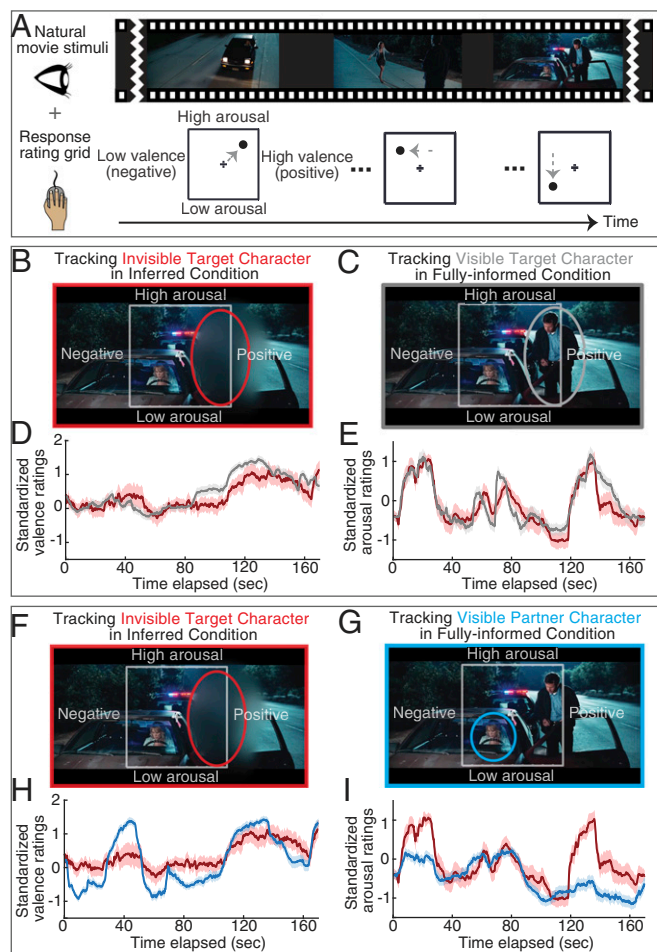 A
Natural
movie stimuli
+
Response
rating grid
High arousal
Low valence
(negative)
High valence
(positive)
Low arousal
Time
B
Tracking Invisible Target Character
in Inferred Condition
High arousal
Negative
Positive
Low arousal
C
Tracking Visible Target Character
in Fully-informed Condition
High arousal
Negative
Positive
Low arousal
D
Standardized
valence ratings
2
1
0
-1
0 40 80 120 160
Time elapsed (sec)
E
Standardized
arousal ratings
1
0
-1
0 40 80 120 160
Time elapsed (sec)
F
Tracking Invisible Target Character
in Inferred Condition
High arousal
Negative
Positive
Low arousal
G
Tracking Visible Partner Character
in Fully-informed Condition
High arousal
Negative
Positive
Low arousal
H
Standardized
valence ratings
2
1
0
-1
0 40 80 120 160
Time elapsed (sec)
I
Standardized
arousal ratings
1
0
-1
0 40 80 120 160
Time elapsed (sec)